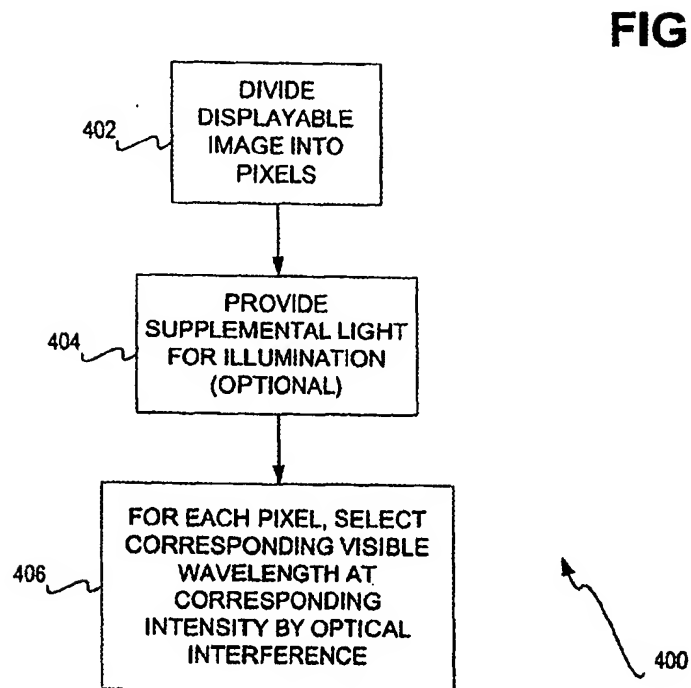 FIG
DIVIDE
DISPLAYABLE
IMAGE INTO
PIXELS
402
PROVIDE
SUPPLEMENTAL LIGHT
FOR ILLUMINATION
(OPTIONAL)
404
FOR EACH PIXEL, SELECT
CORRESPONDING VISIBLE
WAVELENGTH AT
CORRESPONDING
INTENSITY BY OPTICAL
INTERFERENCE
406
400